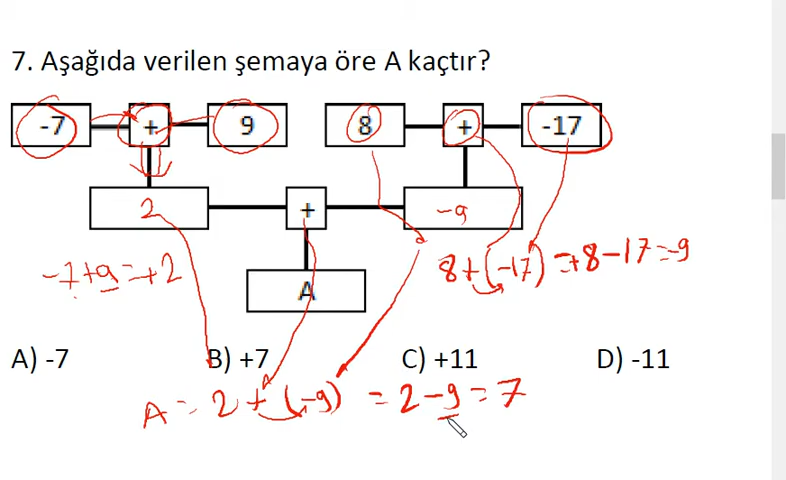 7. Aşağıda verilen şemaya öre A kaçtır?
-7 + 9 8 + -17
2 + -9
-7+9=+2
8+(-17) =+8-17=-9
A
A) -7 B) +7 C) +11 D) -11
A = 2 + (-9) = 2 - 9 = 7